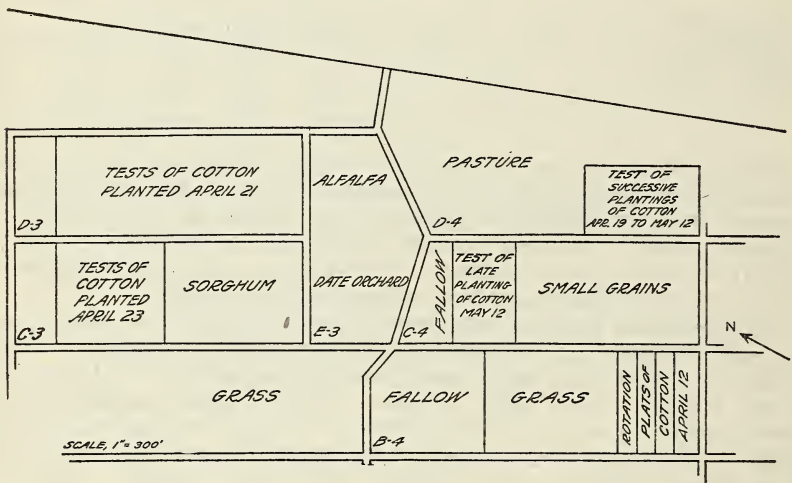 TESTS OF COTTON
PLANTED APRIL 21
D-3
ALFALFA
PASTURE
D-4
TEST OF
SUCCESSIVE
PLANTINGS
OF COTTON
APR. 19 TO MAY 12
TESTS OF
COTTON
PLANTED
APRIL 23
C-3
SORGHUM
DATE ORCHARD
E-3
C-4
FALLOW
TEST OF
LATE
PLANTING
OF COTTON
MAY 12
SMALL GRAINS
N
GRASS
FALLOW
B-4
GRASS
ROTATION
PLATS OF
COTTON
APRIL 12
SCALE, 1"= 300'